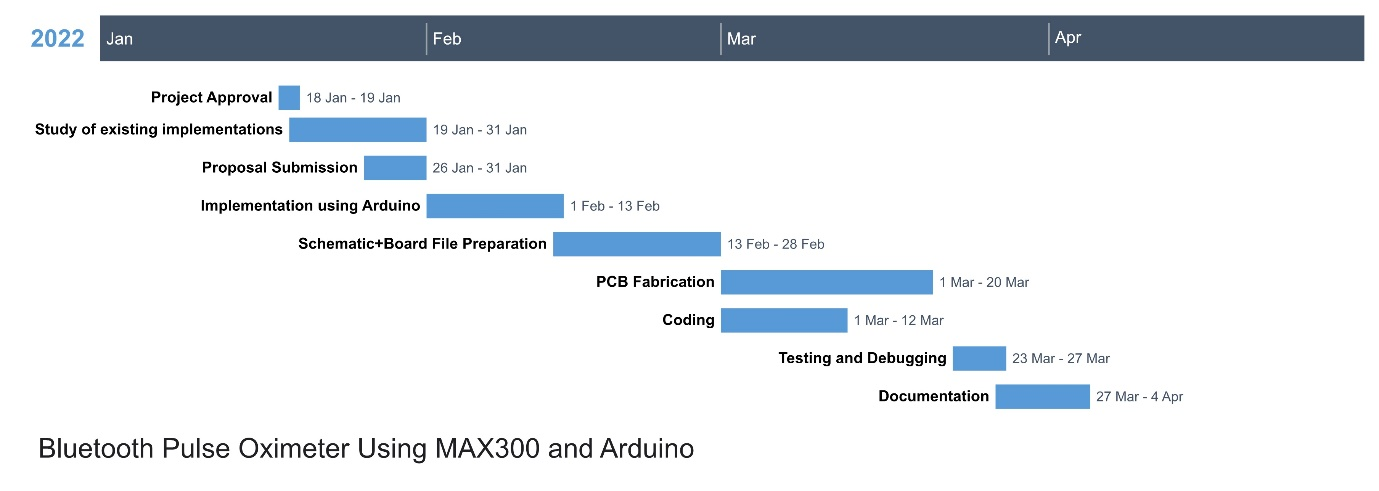 2022 Jan Feb Mar Apr
Project Approval 18 Jan - 19 Jan
Study of existing implementations 19 Jan - 31 Jan
Proposal Submission 26 Jan - 31 Jan
Implementation using Arduino 1 Feb - 13 Feb
Schematic+Board File Preparation 13 Feb - 28 Feb
PCB Fabrication 1 Mar - 20 Mar
Coding 1 Mar - 12 Mar
Testing and Debugging 23 Mar - 27 Mar
Documentation 27 Mar - 4 Apr
Bluetooth Pulse Oximeter Using MAX300 and Arduino